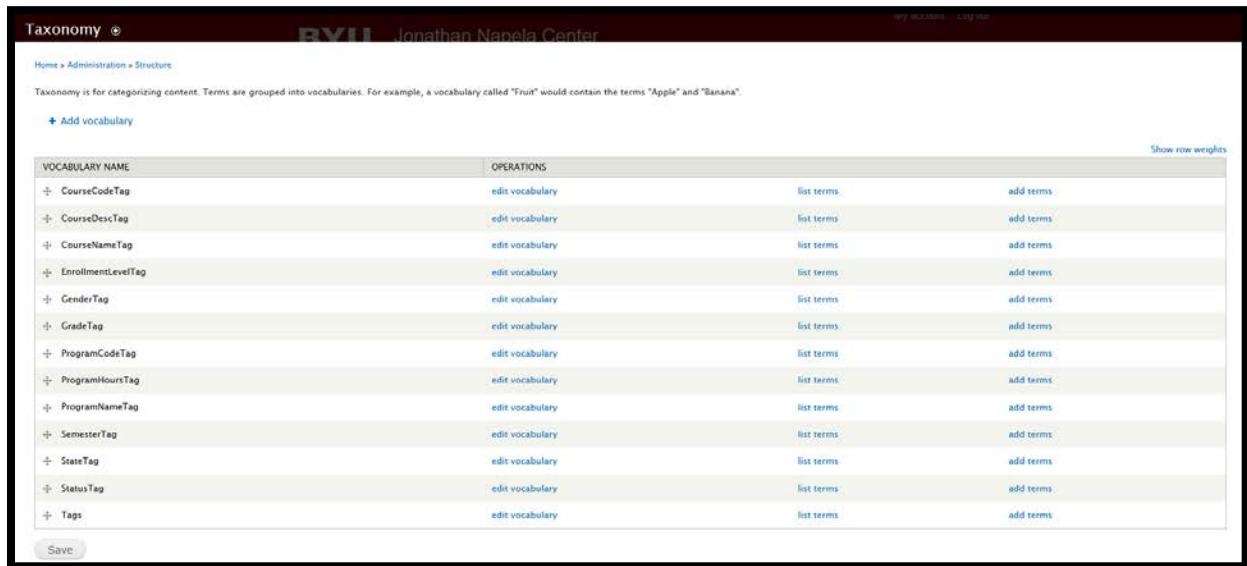 My account Log out
Taxonomy
BYU Jonathan Napela Center
Home » Administration » Structure
Taxonomy is for categorizing content. Terms are grouped into vocabularies. For example, a vocabulary called "Fruit" would contain the terms "Apple" and "Banana".
+ Add vocabulary
Show row weights
VOCABULARY NAME OPERATIONS
CourseCodeTag edit vocabulary list terms add terms
CourseDescTag edit vocabulary list terms add terms
CourseNameTag edit vocabulary list terms add terms
EnrollmentLevelTag edit vocabulary list terms add terms
GenderTag edit vocabulary list terms add terms
GradeTag edit vocabulary list terms add terms
ProgramCodeTag edit vocabulary list terms add terms
ProgramHoursTag edit vocabulary list terms add terms
ProgramNameTag edit vocabulary list terms add terms
SemesterTag edit vocabulary list terms add terms
StateTag edit vocabulary list terms add terms
StatusTag edit vocabulary list terms add terms
Tags edit vocabulary list terms add terms
Save